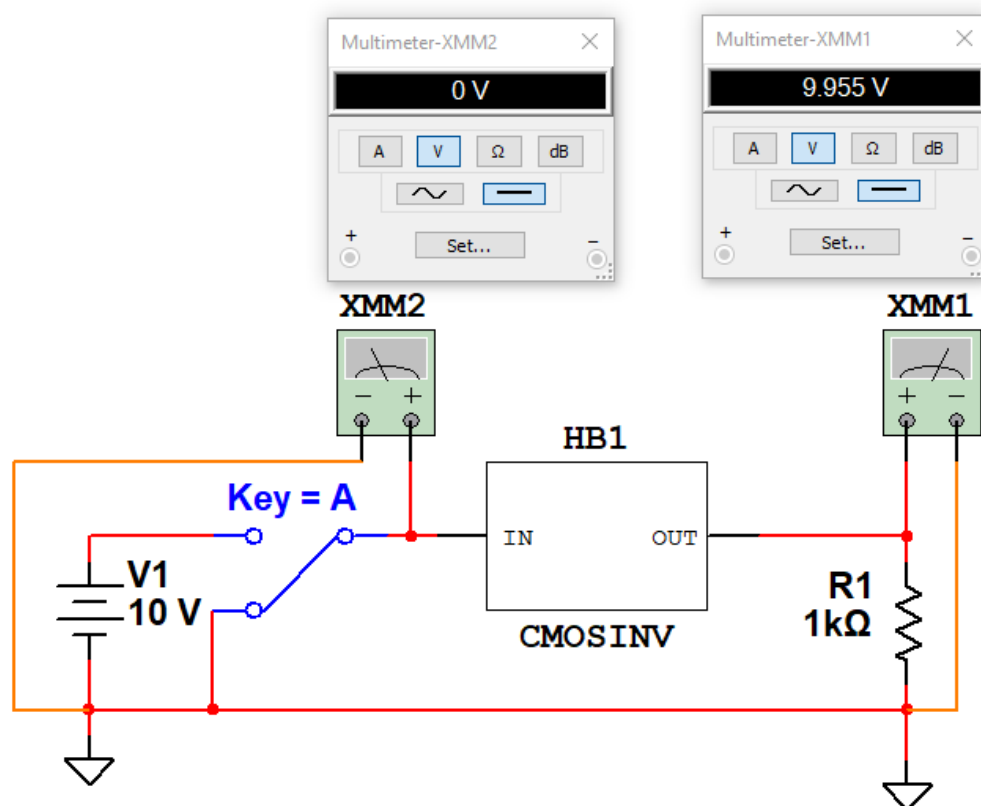 Multimeter-XMM2 ×
0 V
A V Ω dB
+ Set... −
Multimeter-XMM1 ×
9.955 V
A V Ω dB
+ Set... −
XMM2
− +
XMM1
+ −
HB1
Key = A
IN OUT
V1
10 V
R1
1kΩ
CMOSINV